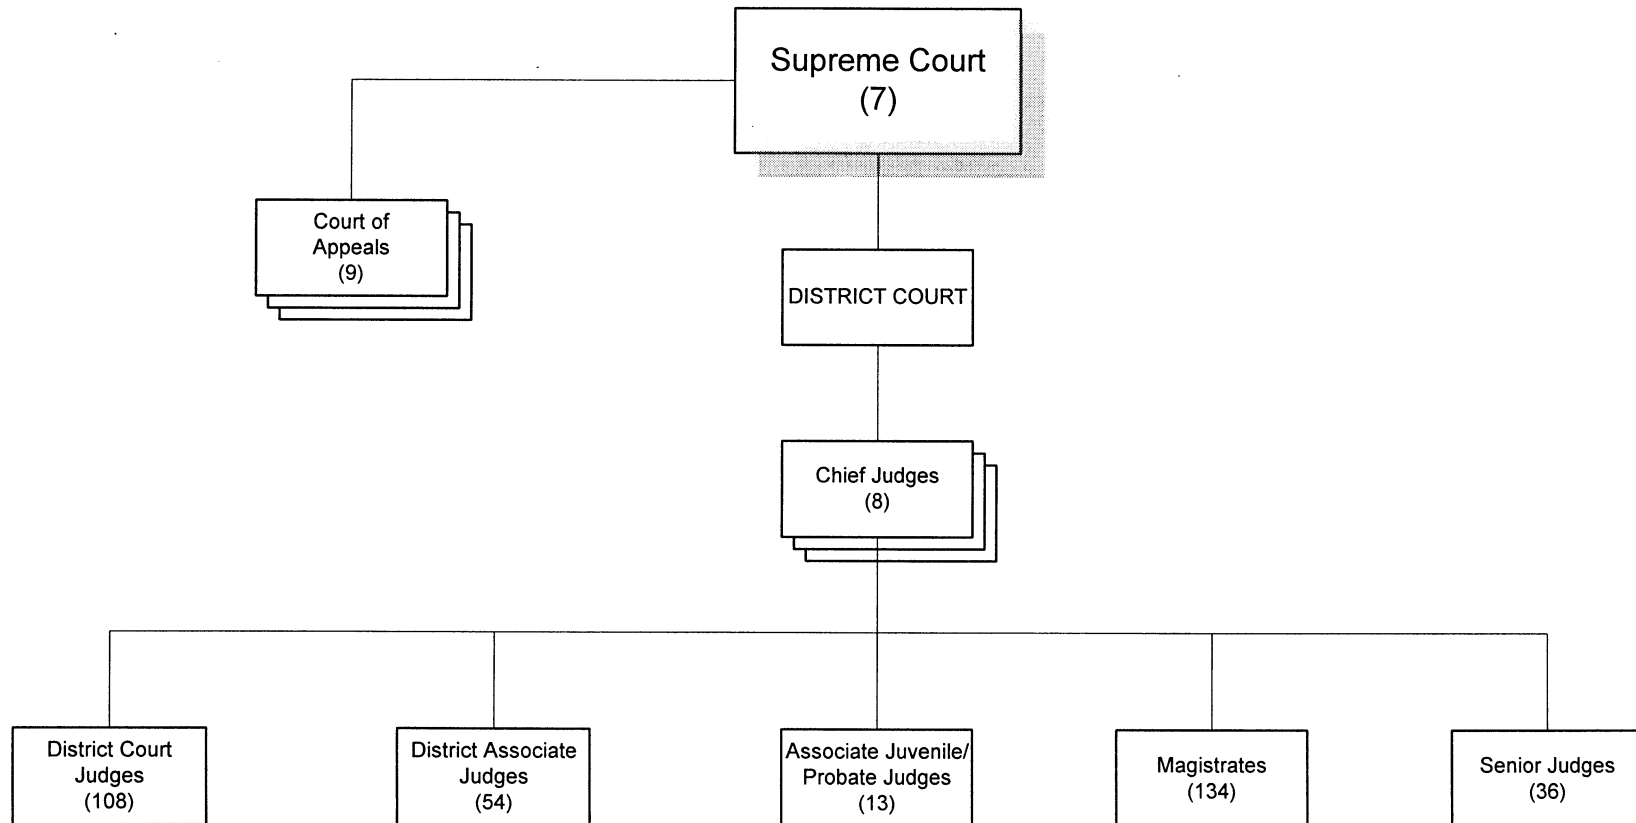 Supreme Court
(7)
Court of
Appeals
(9)
DISTRICT COURT
Chief Judges
(8)
District Court
Judges
(108)
District Associate
Judges
(54)
Associate Juvenile/
Probate Judges
(13)
Magistrates
(134)
Senior Judges
(36)